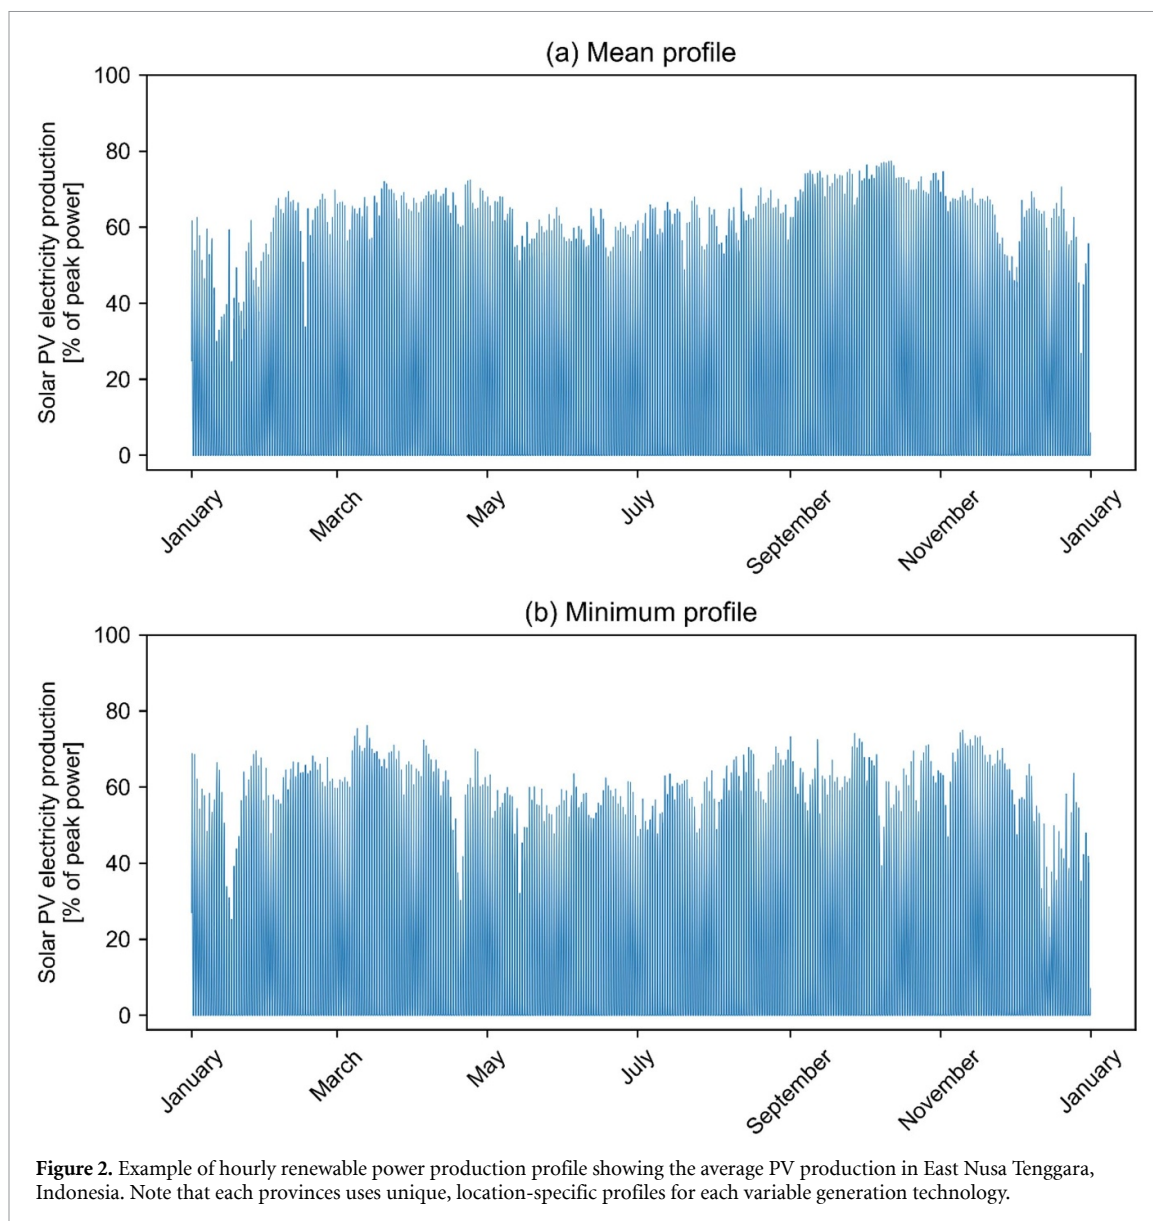 (a) Mean profile
Solar PV electricity production
[% of peak power]
100
80
60
40
20
0
January
March
May
July
September
November
January
(b) Minimum profile
Solar PV electricity production
[% of peak power]
100
80
60
40
20
0
January
March
May
July
September
November
January
Figure 2. Example of hourly renewable power production profile showing the average PV production in East Nusa Tenggara,
Indonesia. Note that each provinces uses unique, location-specific profiles for each variable generation technology.